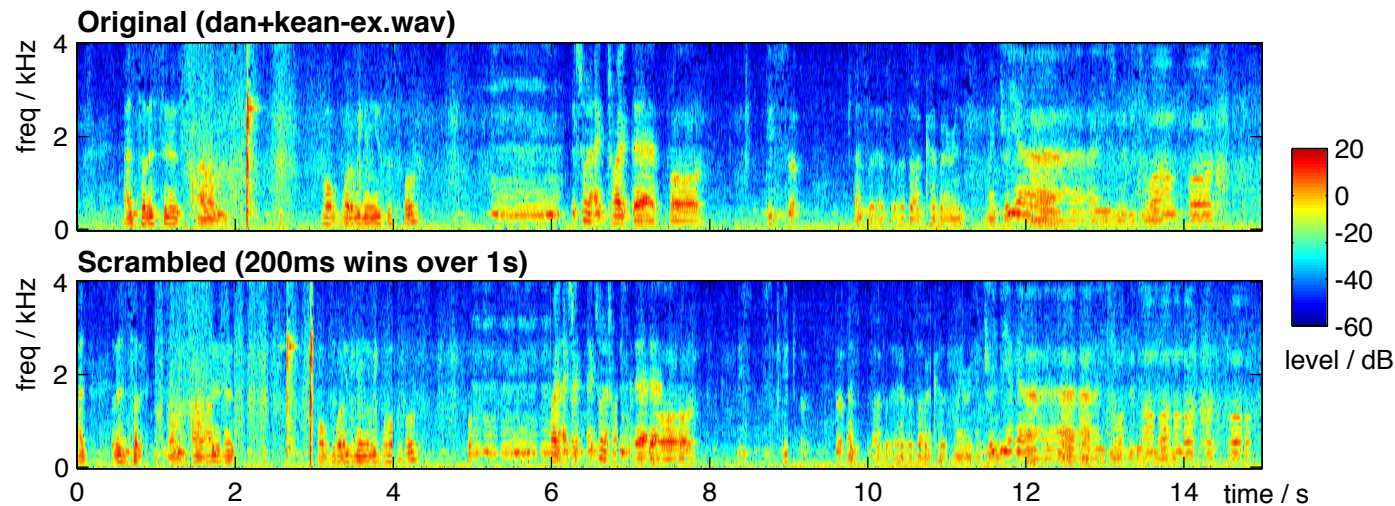 Original (dan+kean-ex.wav)
freq / kHz
4
2
0
Scrambled (200ms wins over 1s)
freq / kHz
4
2
0
0 2 4 6 8 10 12 14 time / s
20
0
-20
-40
-60
level / dB